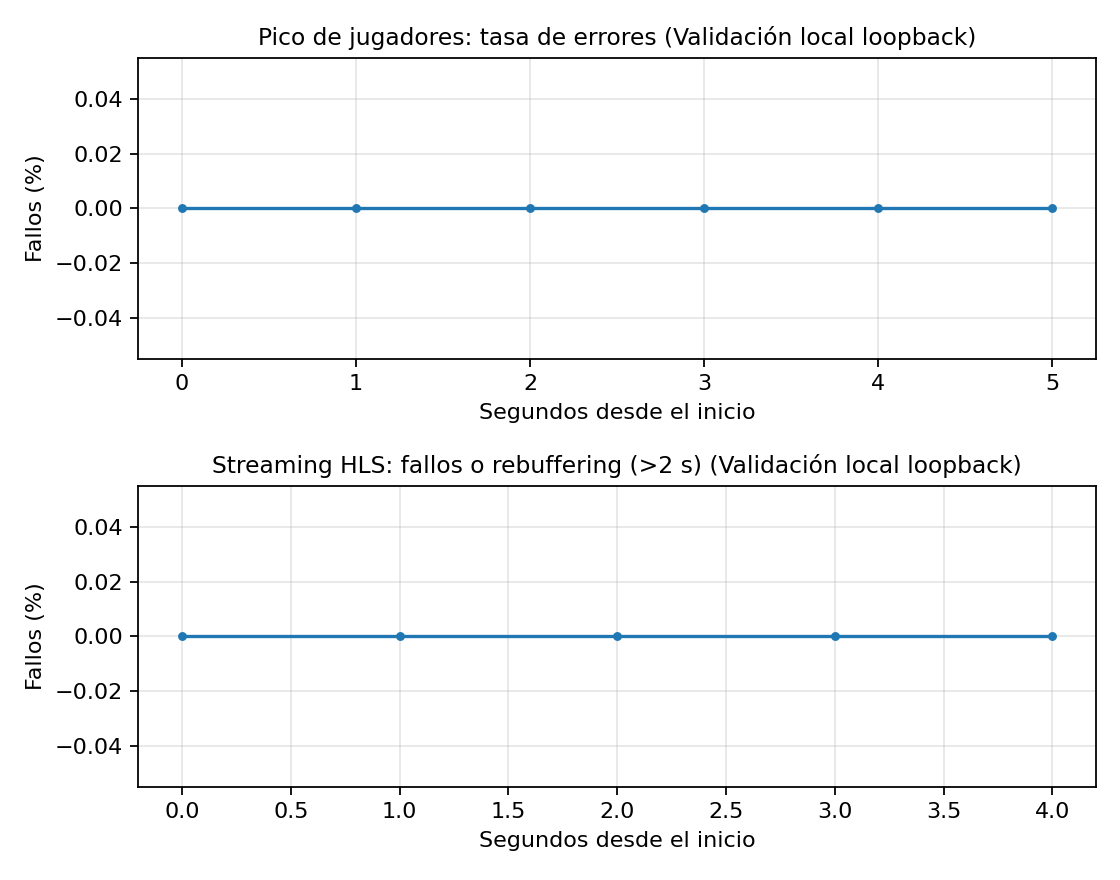 Pico de jugadores: tasa de errores (Validación local loopback)
0.04
0.02
0.00
−0.02
−0.04
Fallos (%)
0 1 2 3 4 5
Segundos desde el inicio
Streaming HLS: fallos o rebuffering (>2 s) (Validación local loopback)
0.04
0.02
0.00
−0.02
−0.04
Fallos (%)
0.0 0.5 1.0 1.5 2.0 2.5 3.0 3.5 4.0
Segundos desde el inicio